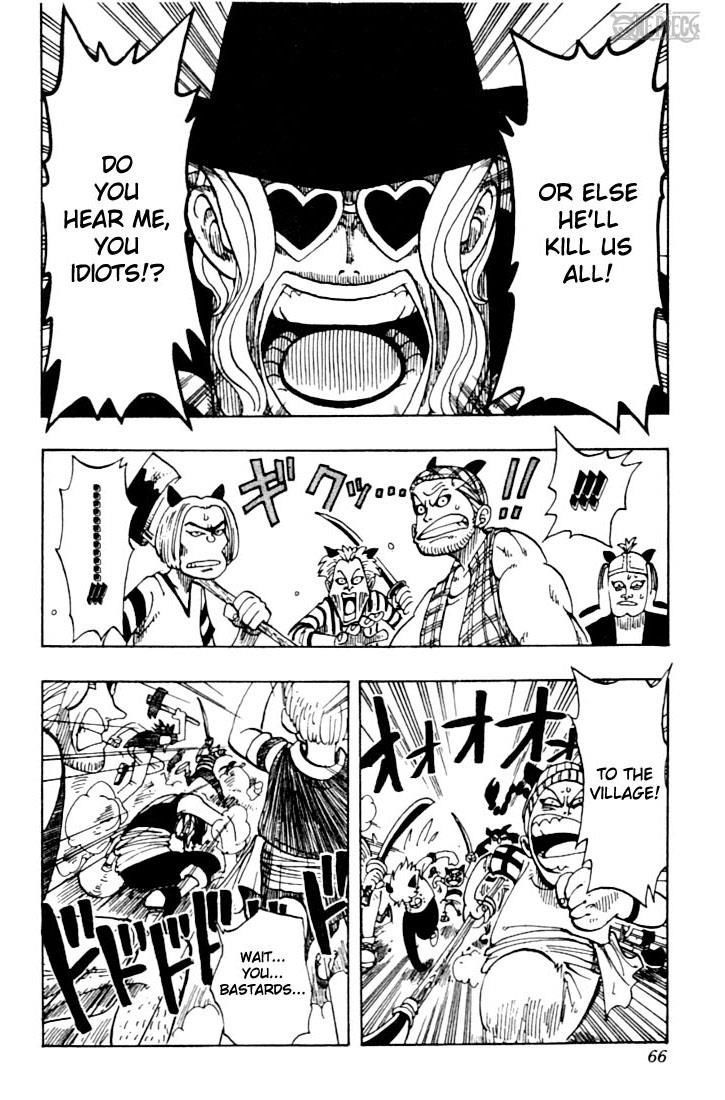 ONE PIECE
OR ELSE
HE'LL
KILL US
ALL!
DO
YOU
HEAR ME,
YOU
IDIOTS!?
!!!
ギクッ…!!
...!!!
TO THE
VILLAGE!
オオオオ
WAIT...
YOU...
BASTARDS...
ドドドドド
66